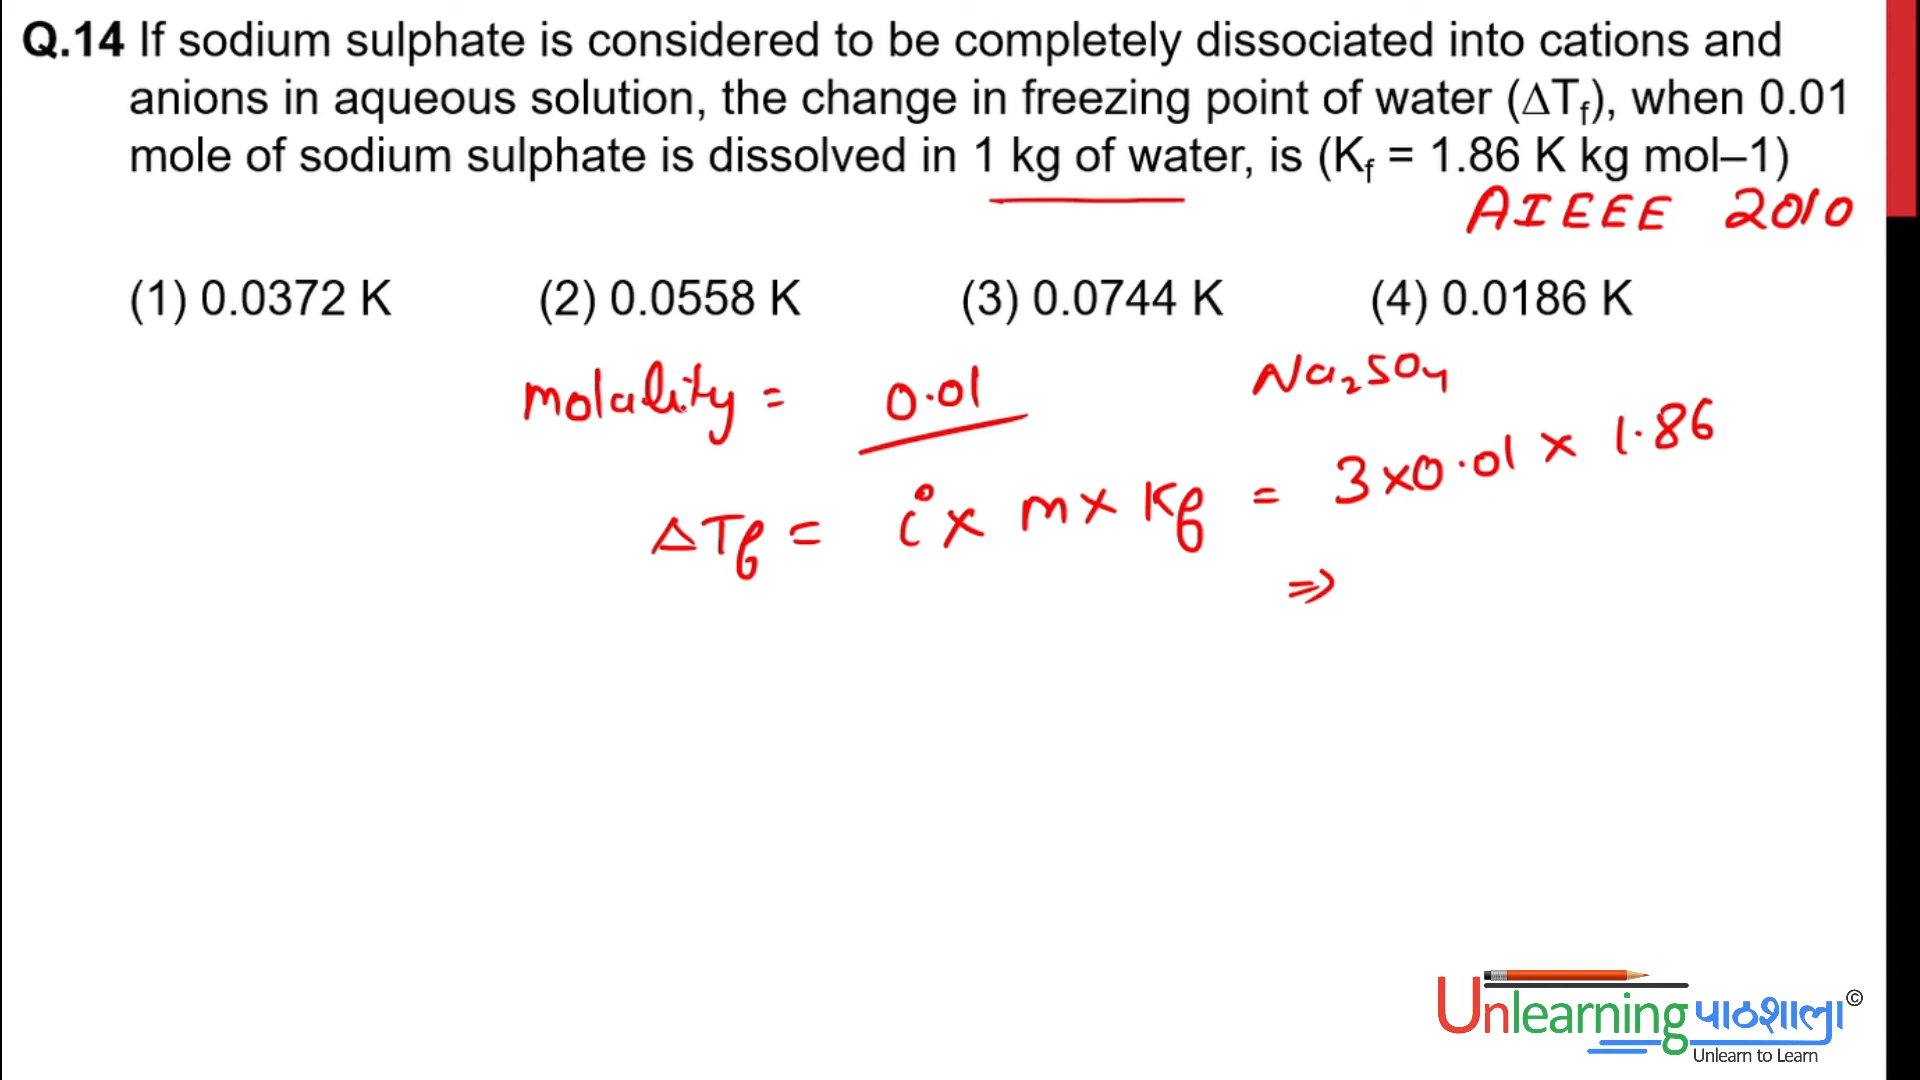 Q.14 If sodium sulphate is considered to be completely dissociated into cations and
anions in aqueous solution, the change in freezing point of water (ΔTf), when 0.01
mole of sodium sulphate is dissolved in 1 kg of water, is (Kf = 1.86 K kg mol–1)
AIEEE 2010
(1) 0.0372 K (2) 0.0558 K (3) 0.0744 K (4) 0.0186 K
molality = 0.01
Na2SO4
ΔTf = i × m × Kf = 3 × 0.01 × 1.86
⇒
Unlearning पाठशाला ©
Unlearn to Learn